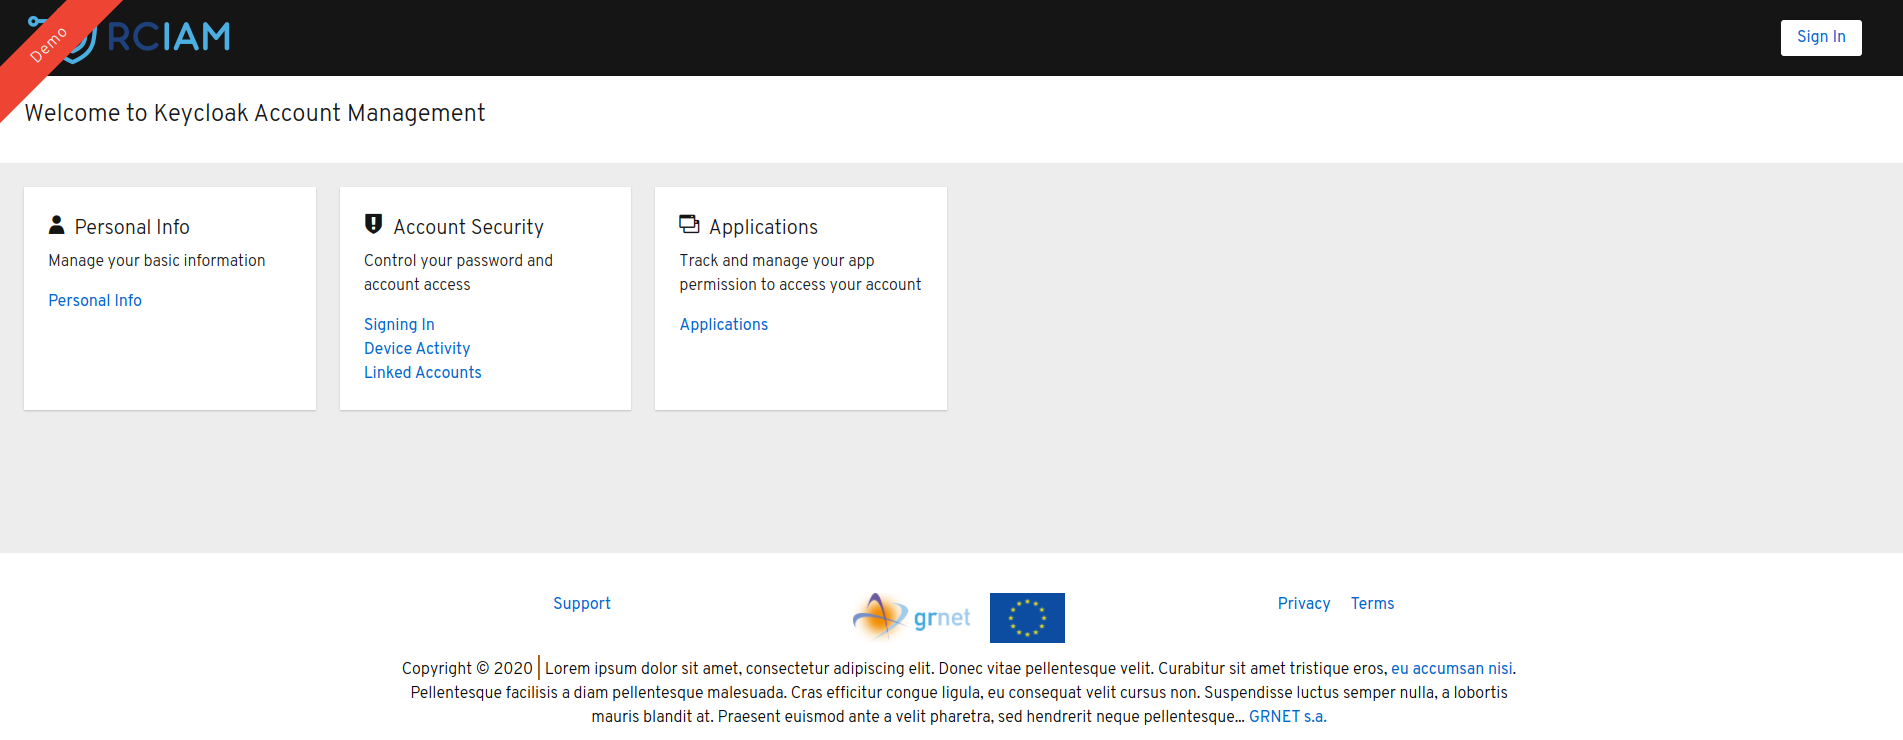 Demo
RCIAM
Sign In
Welcome to Keycloak Account Management
Personal Info
Manage your basic information
Personal Info
Account Security
Control your password and
account access
Signing In
Device Activity
Linked Accounts
Applications
Track and manage your app
permission to access your account
Applications
Support
grnet
Privacy Terms
Copyright © 2020 | Lorem ipsum dolor sit amet, consectetur adipiscing elit. Donec vitae pellentesque velit. Curabitur sit amet tristique eros, eu accumsan nisi.
Pellentesque facilisis a diam pellentesque malesuada. Cras efficitur congue ligula, eu consequat velit cursus non. Suspendisse luctus semper nulla, a lobortis
mauris blandit at. Praesent euismod ante a velit pharetra, sed hendrerit neque pellentesque... GRNET s.a.